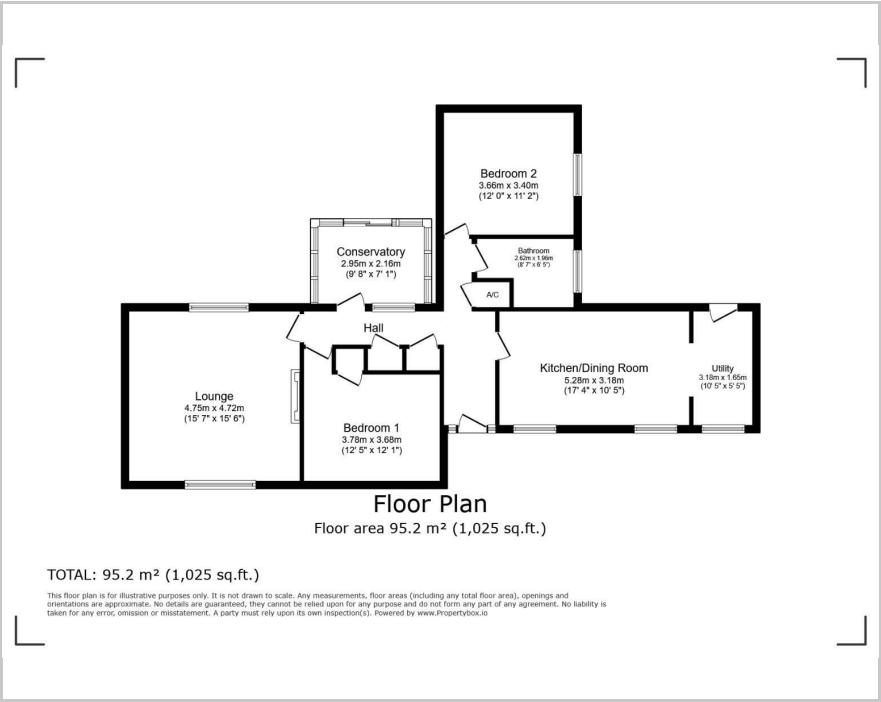 Bedroom 2
3.66m x 3.40m
(12' 0" x 11' 2")
Conservatory
2.95m x 2.16m
(9' 8" x 7' 1")
Bathroom
2.62m x 1.96m
(8' 7" x 6' 5")
A/C
Hall
Lounge
4.75m x 4.72m
(15' 7" x 15' 6")
Kitchen/Dining Room
5.28m x 3.18m
(17' 4" x 10' 5")
Utility
3.18m x 1.65m
(10' 5" x 5' 5")
Bedroom 1
3.78m x 3.68m
(12' 5" x 12' 1")
Floor Plan
Floor area 95.2 m² (1,025 sq.ft.)
TOTAL: 95.2 m² (1,025 sq.ft.)
This floor plan is for illustrative purposes only. It is not drawn to scale. Any measurements, floor areas (including any total floor area), openings and
orientations are approximate. No details are guaranteed, they cannot be relied upon for any purpose and do not form any part of any agreement. No liability is
taken for any error, omission or misstatement. A party must rely upon its own inspection(s). Powered by www.Propertybox.io